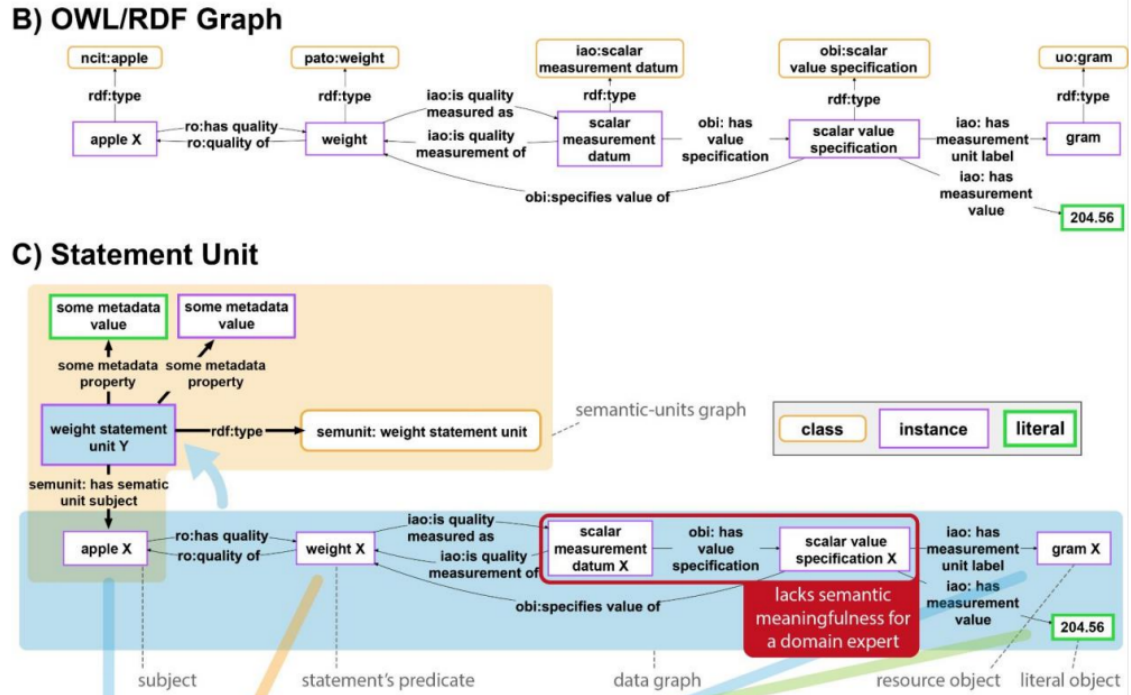 B) OWL/RDF Graph
ncit:apple
pato:weight
iao:scalar
measurement datum
obi:scalar
value specification
uo:gram
rdf:type
rdf:type
rdf:type
rdf:type
rdf:type
apple X
ro:has quality
ro:quality of
weight
iao:is quality
measured as
iao:is quality
measurement of
scalar
measurement
datum
obi: has
value
specification
scalar value
specification
iao: has
measurement
unit label
gram
obi:specifies value of
iao: has
measurement
value
204.56
C) Statement Unit
some metadata
value
some metadata
value
some metadata
property
some metadata
property
weight statement
unit Y
rdf:type
semunit: weight statement unit
semantic-units graph
class
instance
literal
semunit: has sematic
unit subject
apple X
ro:has quality
ro:quality of
weight X
iao:is quality
measured as
iao:is quality
measurement of
scalar
measurement
datum X
obi: has
value
specification
scalar value
specification X
iao: has
measurement
unit label
gram X
obi:specifies value of
lacks semantic
meaningfulness for
a domain expert
iao: has
measurement
value
204.56
subject
statement's predicate
data graph
resource object
literal object